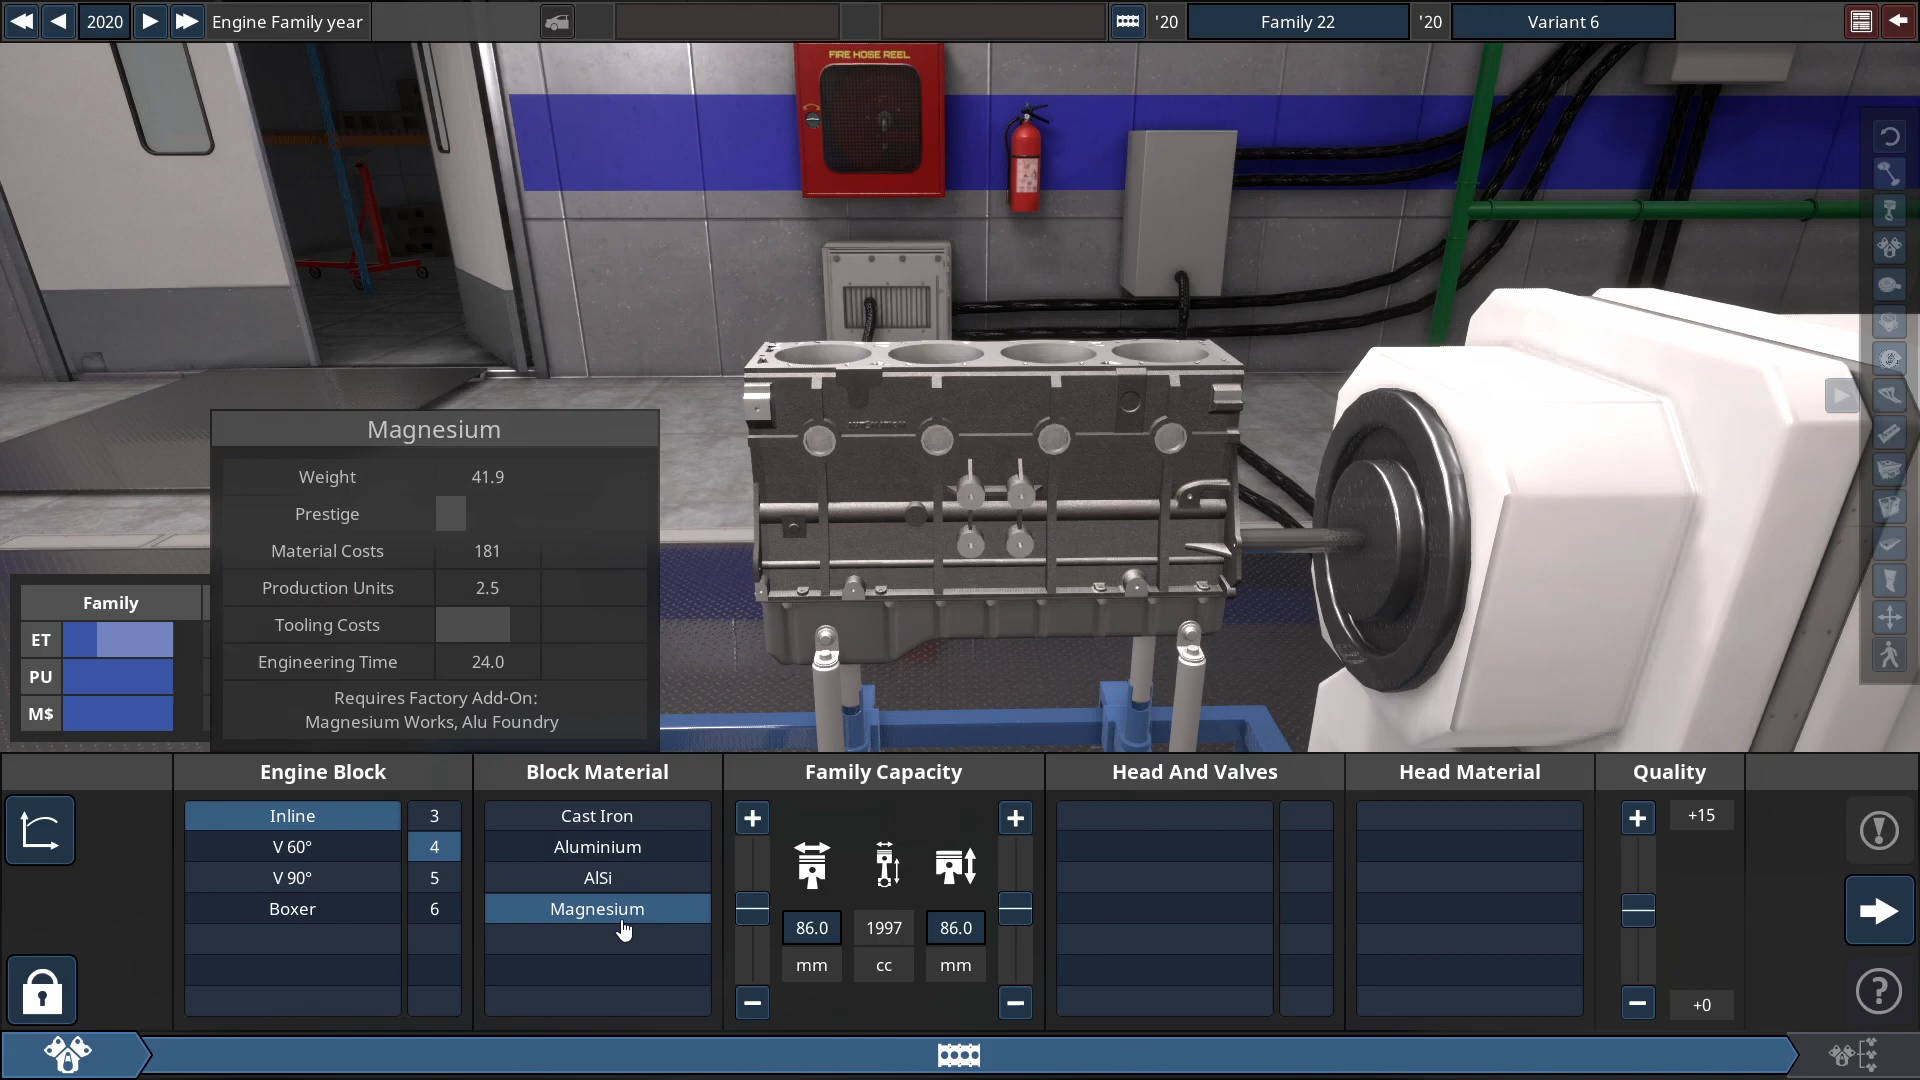 2020
Engine Family year
'20
Family 22
'20
Variant 6
FIRE HOSE REEL
Magnesium
Weight 41.9
Prestige
Material Costs 181
Production Units 2.5
Tooling Costs
Engineering Time 24.0
Requires Factory Add-On:
Magnesium Works, Alu Foundry
Family
ET
PU
M$
Engine Block
Inline
V 60°
V 90°
Boxer
3
4
5
6
Block Material
Cast Iron
Aluminium
AlSi
Magnesium
Family Capacity
86.0 1997 86.0
mm cc mm
Head And Valves
Head Material
Quality
+15
+0